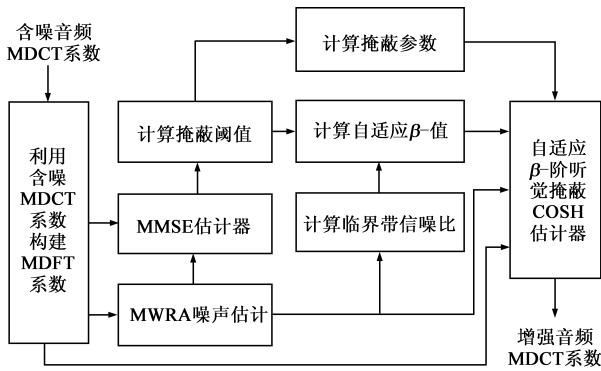 含噪音频
MDCT系数
利用
含噪
MDCT
系数
构建
MDFT
系数
计算掩蔽参数
计算掩蔽阈值
计算自适应β-值
MMSE估计器
计算临界带信噪比
MWRA噪声估计
自适应
β-阶听
觉掩蔽
COSH
估计器
增强音频
MDCT系数